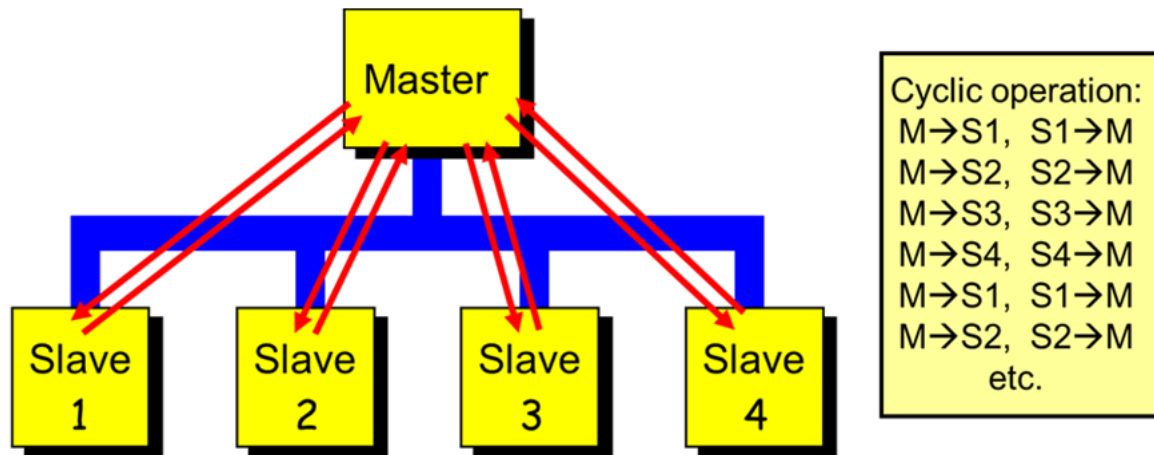 Master
Slave
1
Slave
2
Slave
3
Slave
4
Cyclic operation:
M→S1, S1→M
M→S2, S2→M
M→S3, S3→M
M→S4, S4→M
M→S1, S1→M
M→S2, S2→M
etc.